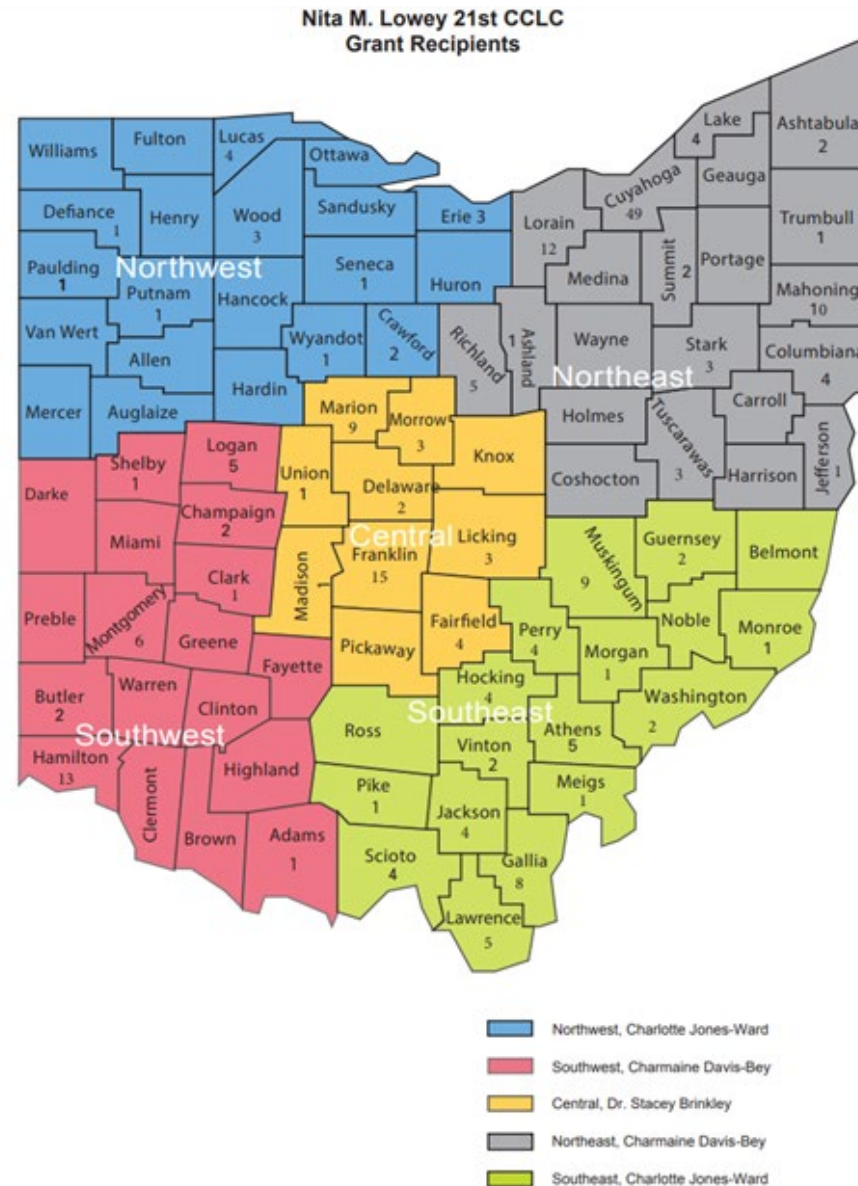 Nita M. Lowey 21st CCLC
Grant Recipients
Williams
Fulton
Lucas
4
Ottawa
Lake
4
Ashtabula
2
Defiance
1
Henry
Wood
3
Sandusky
Erie 3
Lorain
12
Cuyahoga
49
Geauga
Trumbull
1
Paulding
1
Northwest
Putnam
1
Hancock
Seneca
1
Huron
Medina
Summit
2
Portage
Mahoning
10
Van Wert
Allen
Wyandot
1
Crawford
2
Richland
5
Ashland
1
Wayne
Stark
3
Columbiana
4
Northeast
Mercer
Auglaize
Hardin
Marion
9
Morrow
3
Holmes
Tuscarawas
3
Carroll
Jefferson
1
Shelby
1
Logan
5
Union
1
Delaware
2
Knox
Coshocton
Harrison
Darke
Champaign
2
Central
Licking
3
Muskingum
9
Guernsey
2
Belmont
Miami
Clark
1
Madison
1
Franklin
15
Preble
Montgomery
6
Greene
Pickaway
Fairfield
4
Perry
4
Morgan
1
Noble
Monroe
1
Fayette
Butler
2
Warren
Clinton
Hocking
4
Washington
2
Southwest
Southeast
Ross
Athens
5
Hamilton
13
Clermont
Highland
Vinton
2
Pike
1
Meigs
1
Jackson
4
Brown
Adams
1
Scioto
4
Gallia
8
Lawrence
5
Northwest, Charlotte Jones-Ward
Southwest, Charmaine Davis-Bey
Central, Dr. Stacey Brinkley
Northeast, Charmaine Davis-Bey
Southeast, Charlotte Jones-Ward